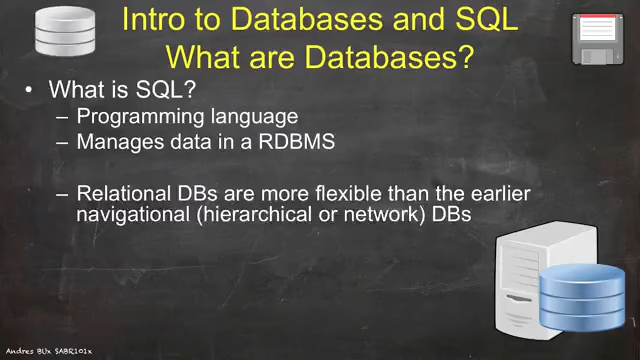 Intro to Databases and SQL
What are Databases?
• What is SQL?
– Programming language
– Manages data in a RDBMS
– Relational DBs are more flexible than the earlier
navigational (hierarchical or network) DBs
Andres BUx SABR101x